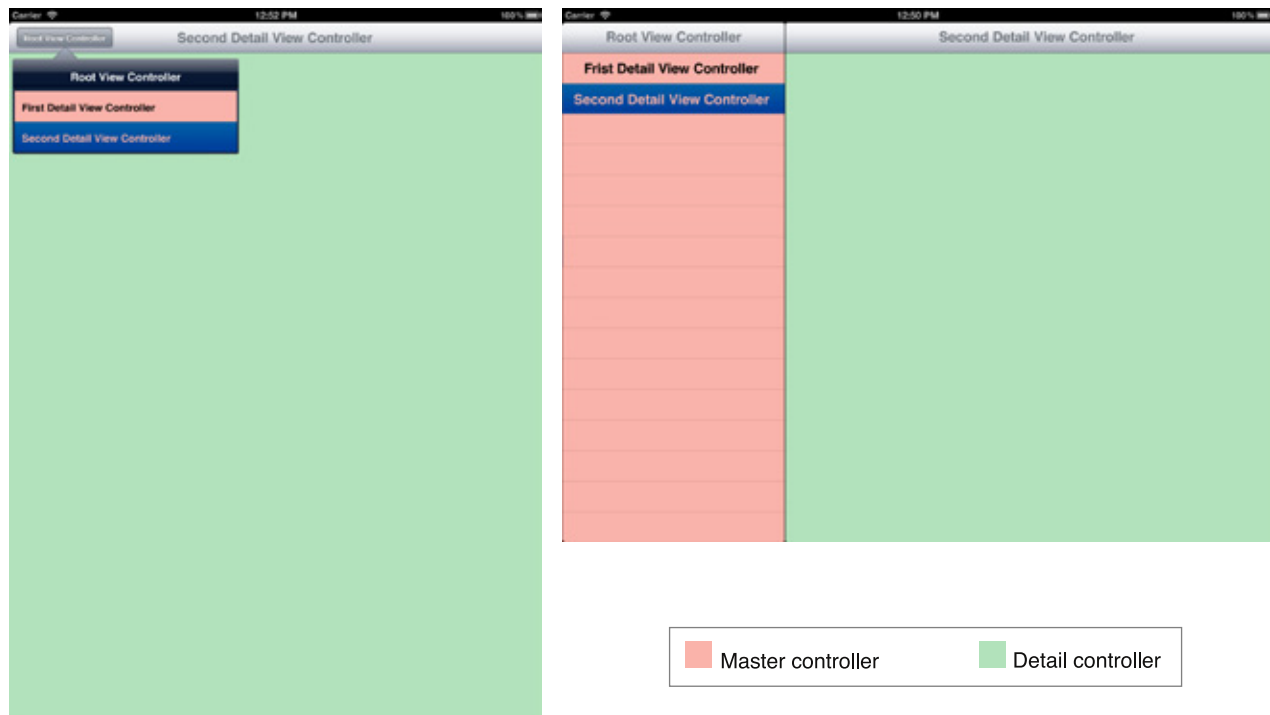 Carrier 12:52 PM 100%
Root View Controller Second Detail View Controller
Root View Controller
First Detail View Controller
Second Detail View Controller
Carrier 12:50 PM 100%
Root View Controller Second Detail View Controller
Frist Detail View Controller
Second Detail View Controller
Master controller Detail controller